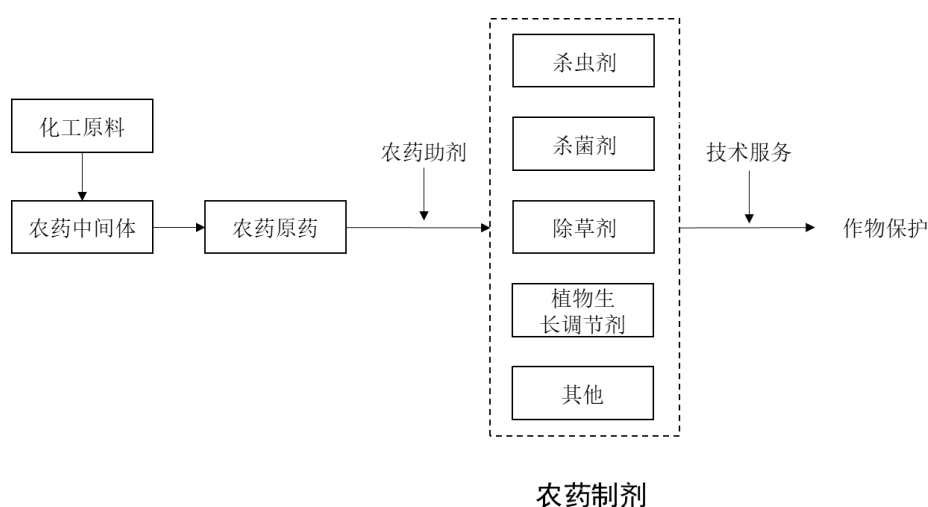 杀虫剂
化工原料
杀菌剂
农药助剂
技术服务
农药中间体
农药原药
除草剂
作物保护
植物生
长调节剂
其他
农药制剂